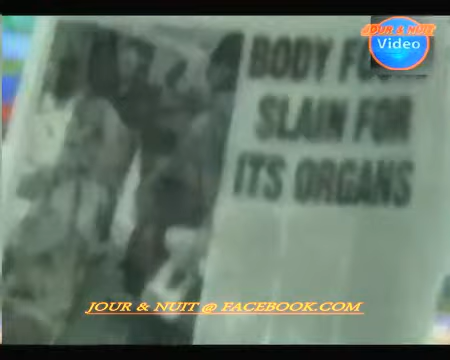 JOUR & NUIT
Video
BODY
SLAIN FOR
ITS ORGANS
JOUR & NUIT @ FACEBOOK.COM